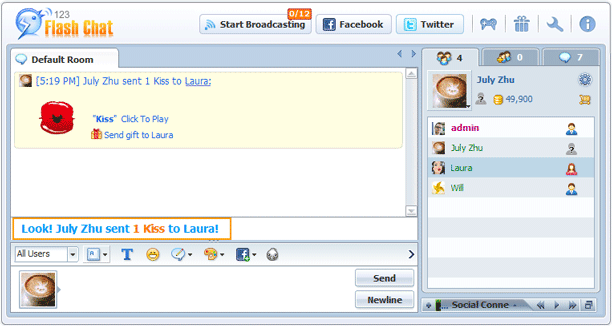 123
Flash Chat
Start Broadcasting
0/12
Facebook
Twitter
Default Room
[5:19 PM] July Zhu sent 1 Kiss to Laura:
"Kiss" Click To Play
Send gift to Laura
Look! July Zhu sent 1 Kiss to Laura!
All Users
A
T
Send
Newline
4
0
7
July Zhu
49,900
admin
July Zhu
Laura
Will
Social Conne -